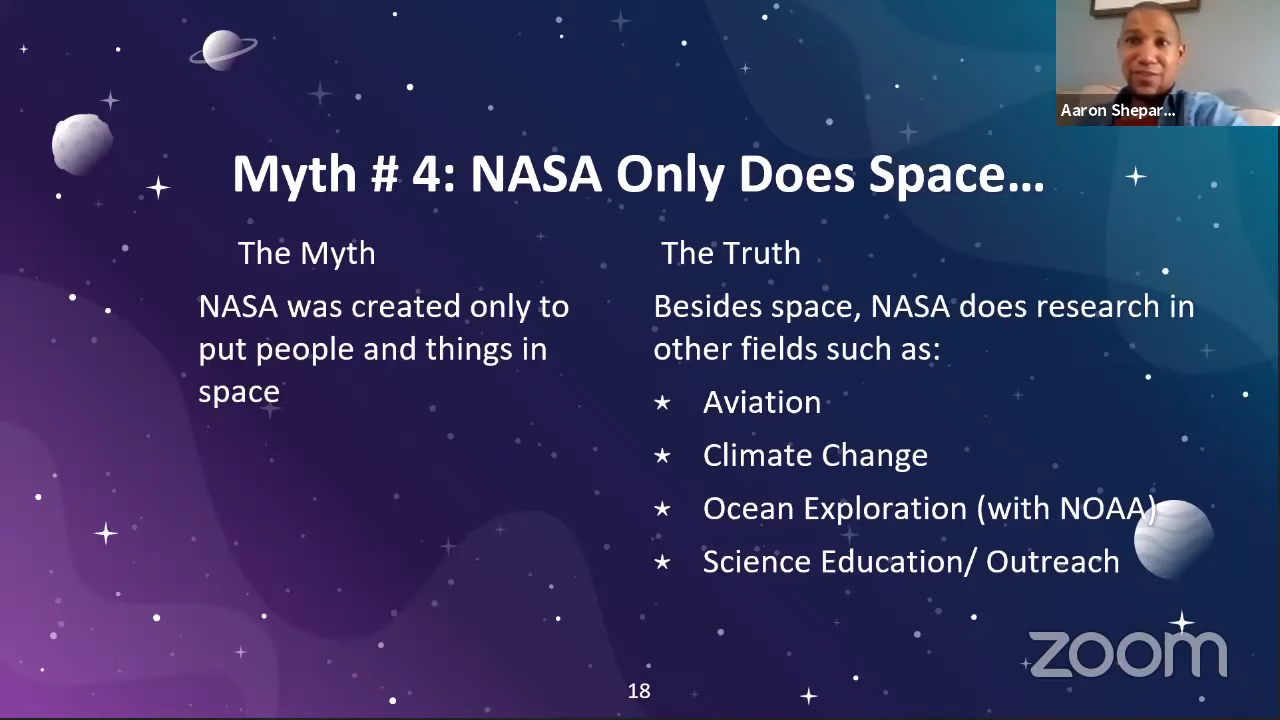 Aaron Shepar...
Myth # 4: NASA Only Does Space...
The Myth
NASA was created only to
put people and things in
space
The Truth
Besides space, NASA does research in
other fields such as:
★ Aviation
★ Climate Change
★ Ocean Exploration (with NOAA)
★ Science Education/ Outreach
zoom
18